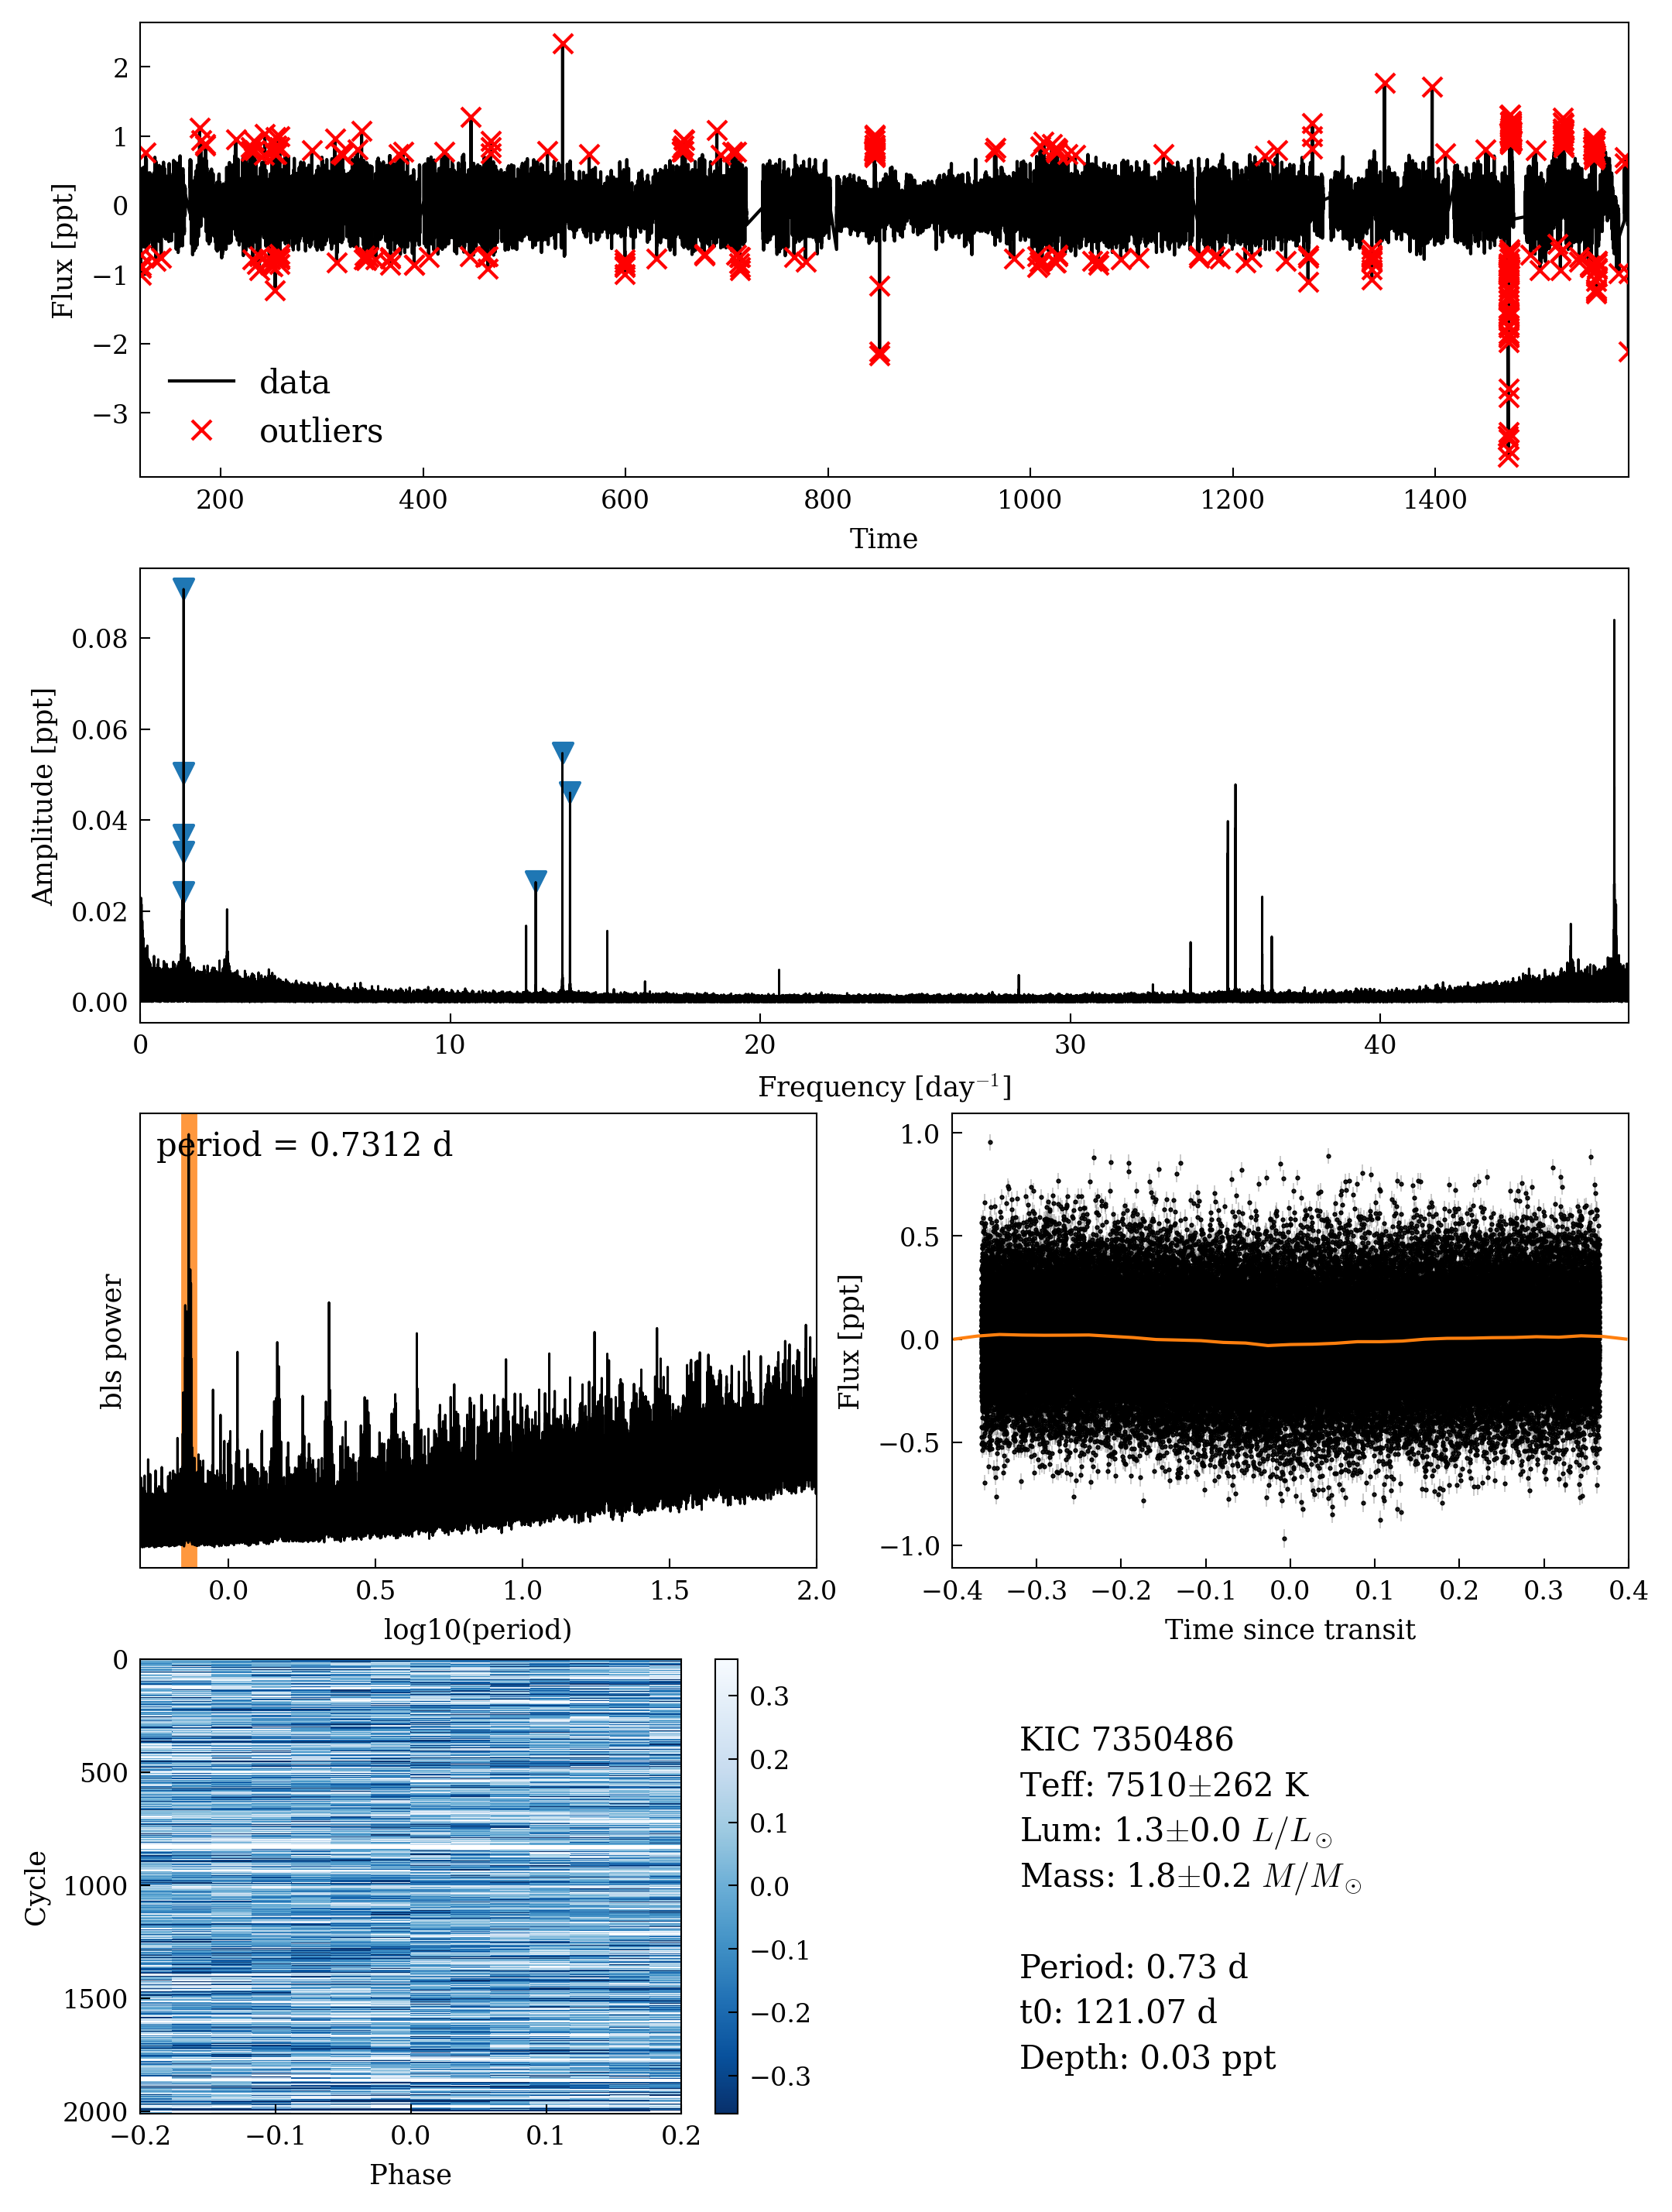 2
1
0
−1
−2
−3
Flux [ppt]
data
outliers
200 400 600 800 1000 1200 1400
Time
0.08
0.06
0.04
0.02
0.00
Amplitude [ppt]
0 10 20 30 40
Frequency [day⁻¹]
period = 0.7312 d
bls power
0.0 0.5 1.0 1.5 2.0
log10(period)
1.0
0.5
0.0
−0.5
−1.0
Flux [ppt]
−0.4 −0.3 −0.2 −0.1 0.0 0.1 0.2 0.3 0.4
Time since transit
0
500
1000
1500
2000
Cycle
−0.2 −0.1 0.0 0.1 0.2
Phase
0.3
0.2
0.1
0.0
−0.1
−0.2
−0.3
KIC 7350486
Teff: 7510±262 K
Lum: 1.3±0.0 L/L☉
Mass: 1.8±0.2 M/M☉
Period: 0.73 d
t0: 121.07 d
Depth: 0.03 ppt